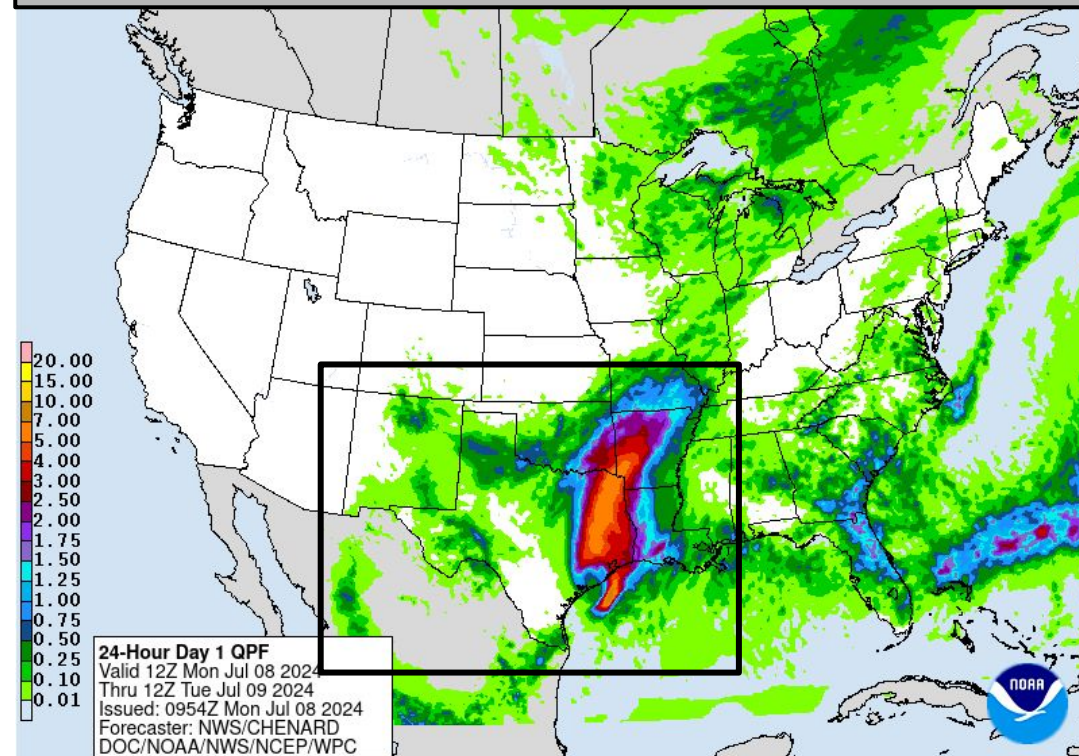 20.00
15.00
10.00
7.00
5.00
4.00
3.00
2.50
2.00
1.75
1.50
1.25
1.00
0.75
0.50
0.25
0.10
0.01
24-Hour Day 1 QPF
Valid 12Z Mon Jul 08 2024
Thru 12Z Tue Jul 09 2024
Issued: 0954Z Mon Jul 08 2024
Forecaster: NWS/CHENARD
DOC/NOAA/NWS/NCEP/WPC
NOAA